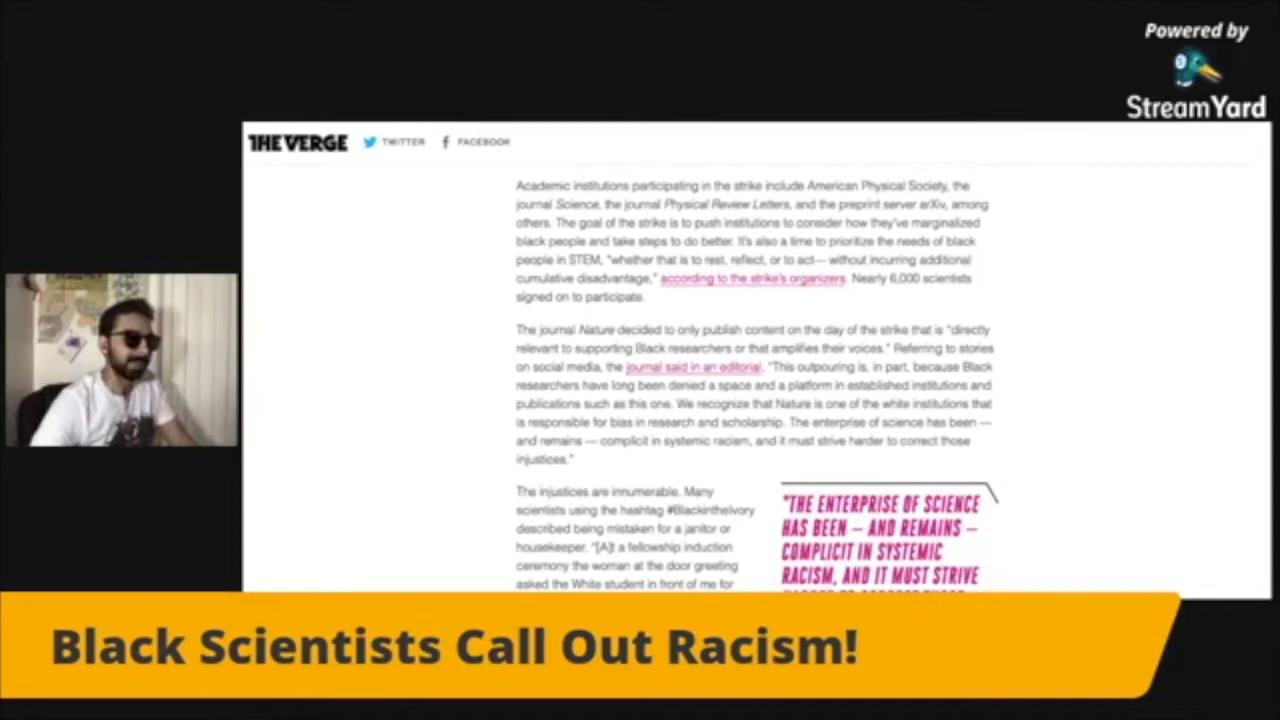 Powered by
StreamYard
THE VERGE TWITTER FACEBOOK
Academic institutions participating in the strike include American Physical Society, the
journal Science, the journal Physical Review Letters, and the preprint server arXiv, among
others. The goal of the strike is to push institutions to consider how they've marginalized
black people and take steps to do better. It's also a time to prioritize the needs of black
people in STEM, "whether that is to rest, reflect, or to act— without incurring additional
cumulative disadvantage," according to the strike's organizers. Nearly 6,000 scientists
signed on to participate.
The journal Nature decided to only publish content on the day of the strike that is "directly
relevant to supporting Black researchers or that amplifies their voices." Referring to stories
on social media, the journal said in an editorial, "This outpouring is, in part, because Black
researchers have long been denied a space and a platform in established institutions and
publications such as this one. We recognize that Nature is one of the white institutions that
is responsible for bias in research and scholarship. The enterprise of science has been —
and remains — complicit in systemic racism, and it must strive harder to correct those
injustices."
The injustices are innumerable. Many
scientists using the hashtag #BlackintheIvory
described being mistaken for a janitor or
housekeeper. "[A]t a fellowship induction
ceremony the woman at the door greeting
asked the White student in front of me for
"THE ENTERPRISE OF SCIENCE
HAS BEEN — AND REMAINS —
COMPLICIT IN SYSTEMIC
RACISM, AND IT MUST STRIVE
Black Scientists Call Out Racism!